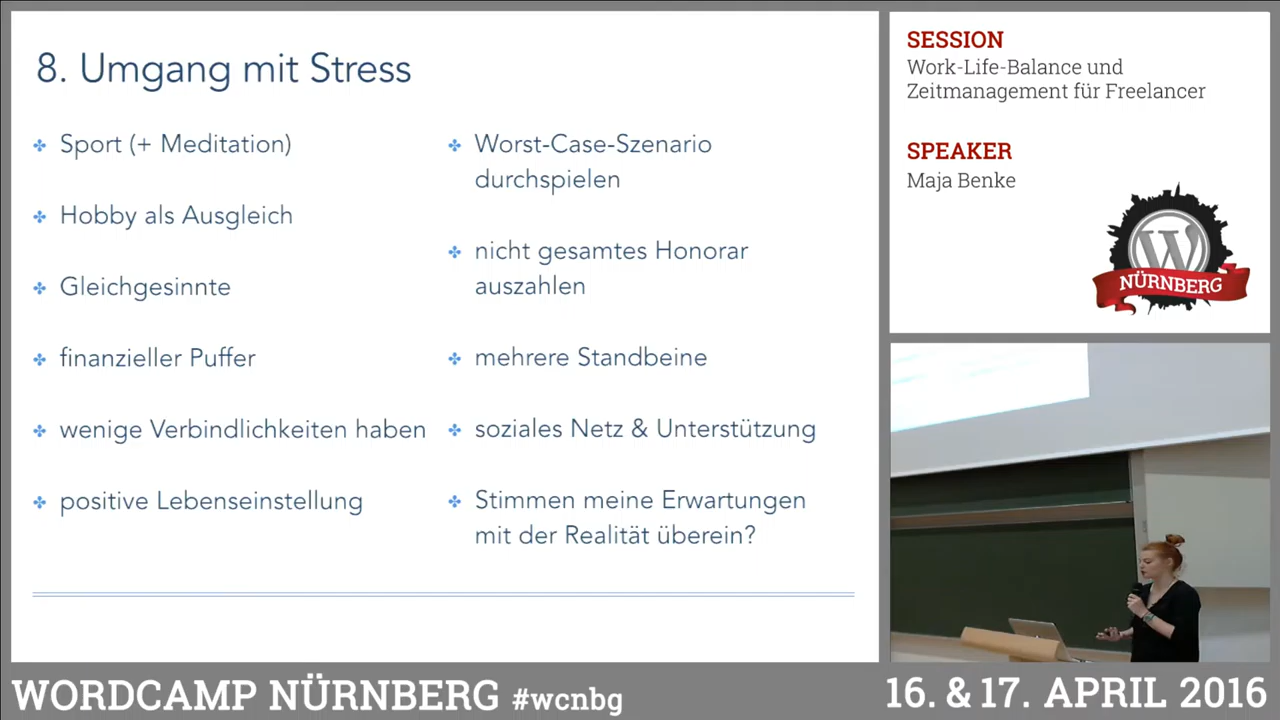 8. Umgang mit Stress
Sport (+ Meditation)
Hobby als Ausgleich
Gleichgesinnte
finanzieller Puffer
wenige Verbindlichkeiten haben
positive Lebenseinstellung
Worst-Case-Szenario
durchspielen
nicht gesamtes Honorar
auszahlen
mehrere Standbeine
soziales Netz & Unterstützung
Stimmen meine Erwartungen
mit der Realität überein?
SESSION
Work-Life-Balance und
Zeitmanagement für Freelancer
SPEAKER
Maja Benke
W
NÜRNBERG
WORDCAMP NÜRNBERG #wcnbg
16. & 17. APRIL 2016